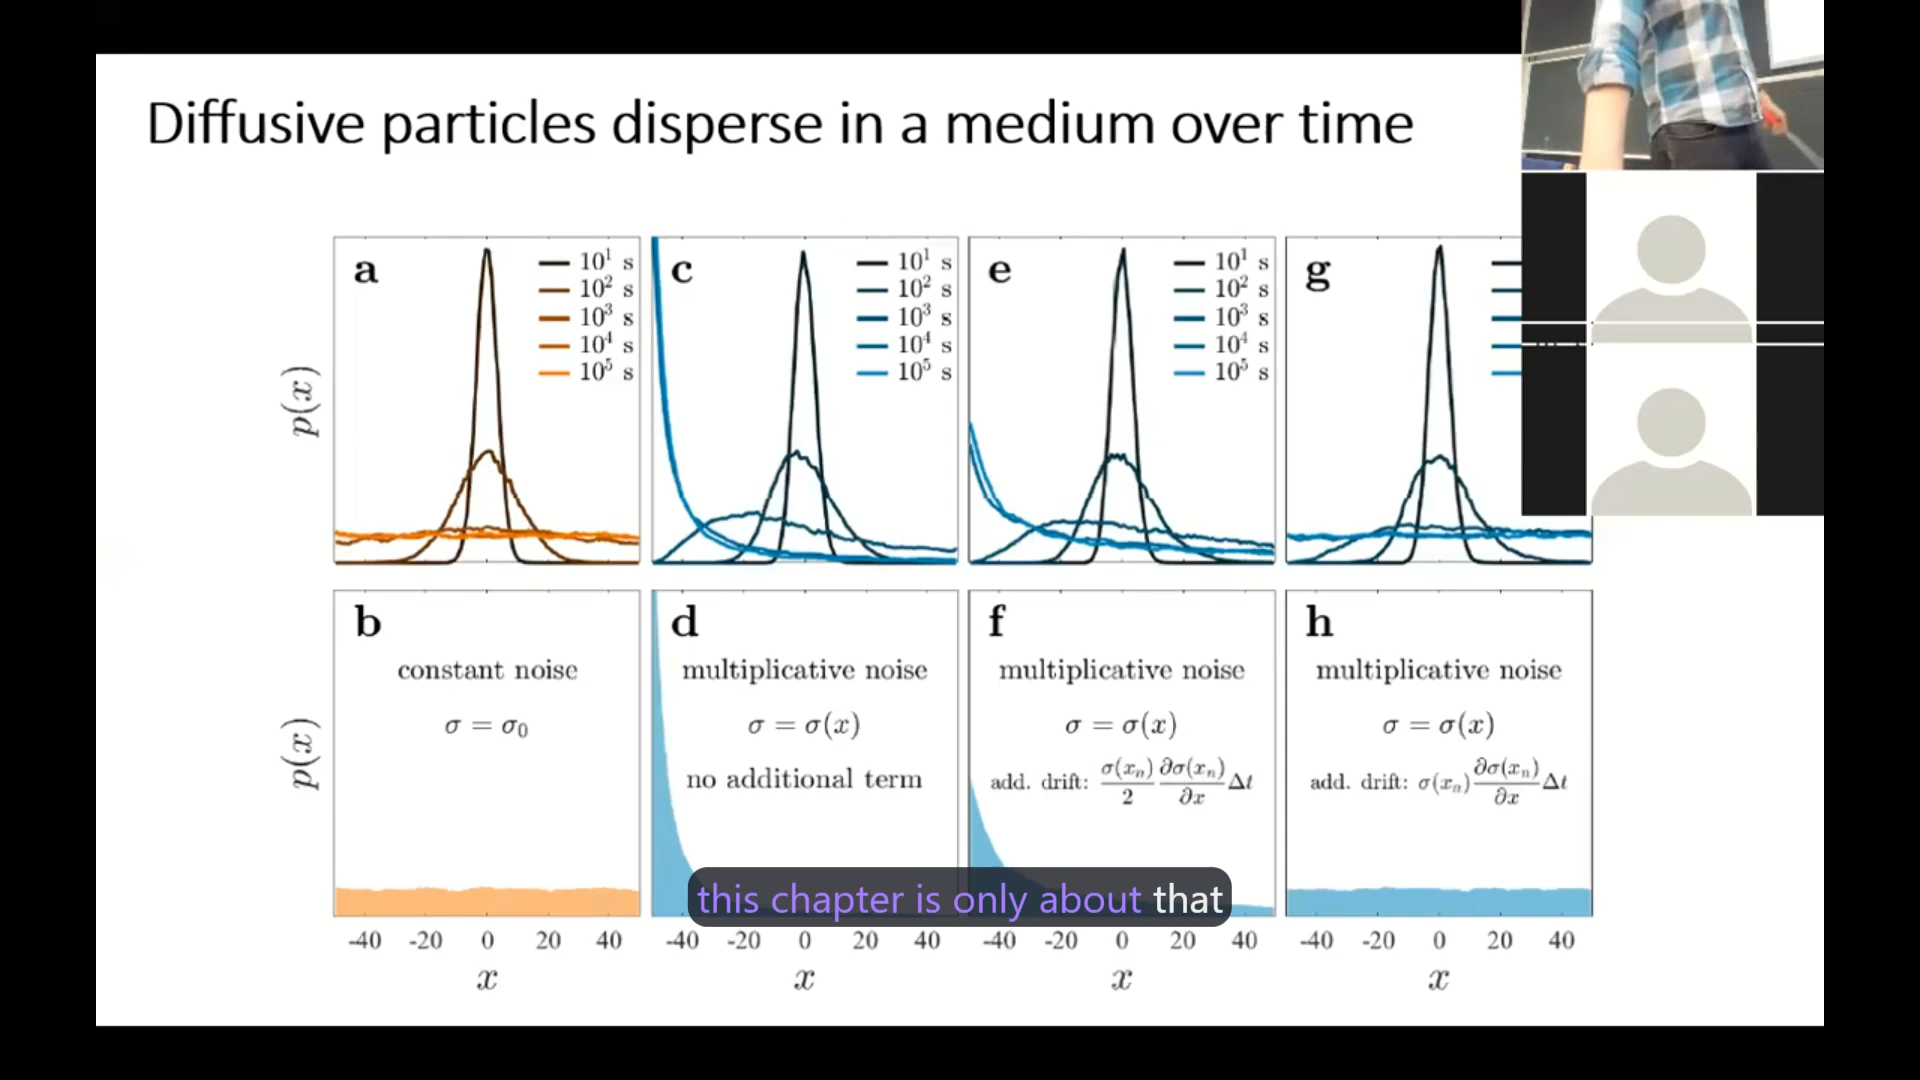 Diffusive particles disperse in a medium over time
a
10¹ s
10² s
10³ s
10⁴ s
10⁵ s
c
10¹ s
10² s
10³ s
10⁴ s
10⁵ s
e
10¹ s
10² s
10³ s
10⁴ s
10⁵ s
g
p(x)
b
constant noise
σ = σ₀
d
multiplicative noise
σ = σ(x)
no additional term
f
multiplicative noise
σ = σ(x)
add. drift: σ(xₙ)/2 ∂σ(xₙ)/∂x Δt
h
multiplicative noise
σ = σ(x)
add. drift: σ(xₙ) ∂σ(xₙ)/∂x Δt
p(x)
this chapter is only about that
-40 -20 0 20 40
-40 -20 0 20 40
-40 -20 0 20 40
-40 -20 0 20 40
x
x
x
x